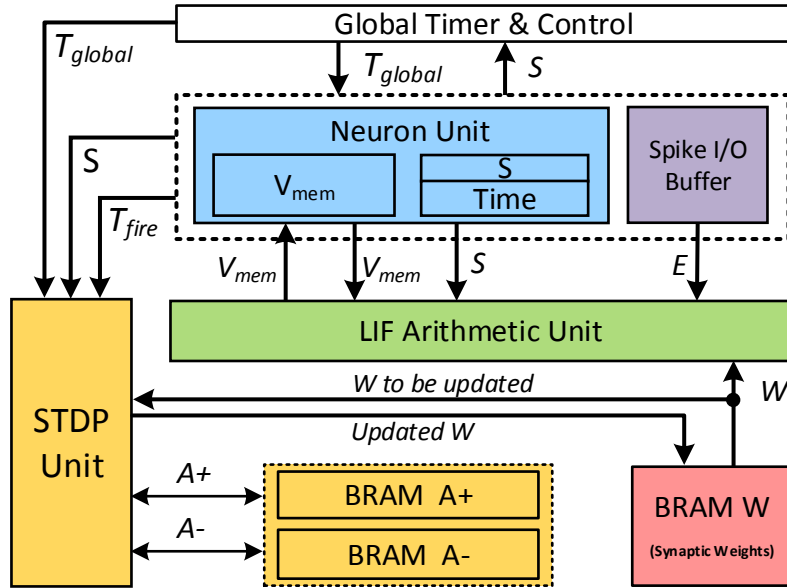 Global Timer & Control
T_global
T_global
S
Neuron Unit
V_mem
S
Time
Spike I/O
Buffer
S
T_fire
V_mem
V_mem
S
E
LIF Arithmetic Unit
W to be updated
W
Updated W
STDP
Unit
A+
BRAM A+
A-
BRAM A-
BRAM W
(Synaptic Weights)